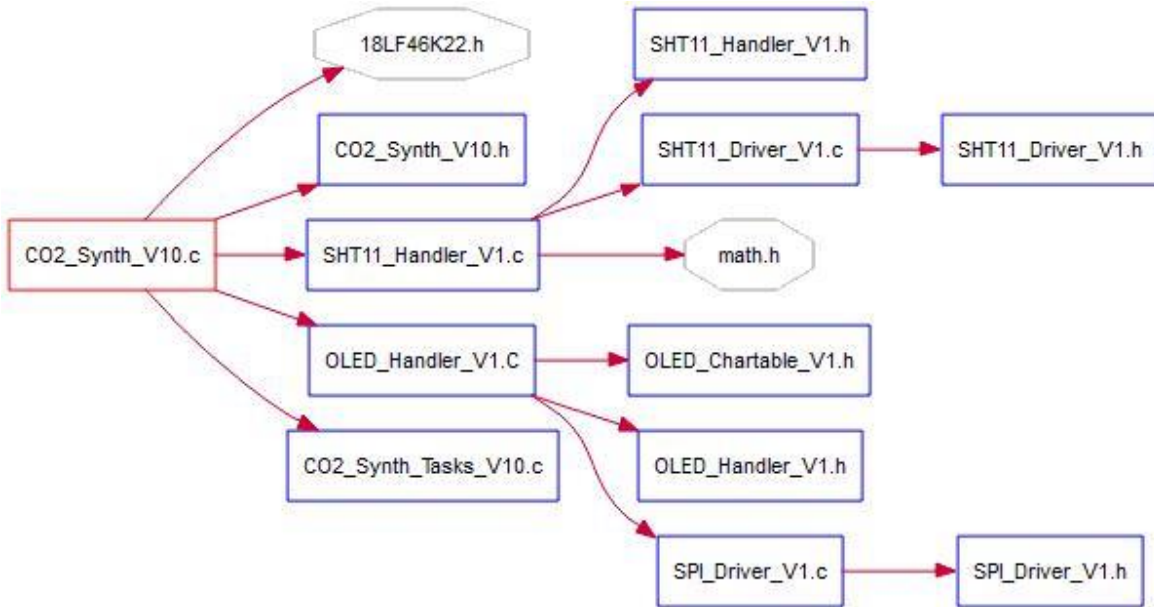 18LF46K22.h
SHT11_Handler_V1.h
CO2_Synth_V10.h
SHT11_Driver_V1.c
SHT11_Driver_V1.h
CO2_Synth_V10.c
SHT11_Handler_V1.c
math.h
OLED_Handler_V1.C
OLED_Chartable_V1.h
CO2_Synth_Tasks_V10.c
OLED_Handler_V1.h
SPI_Driver_V1.c
SPI_Driver_V1.h